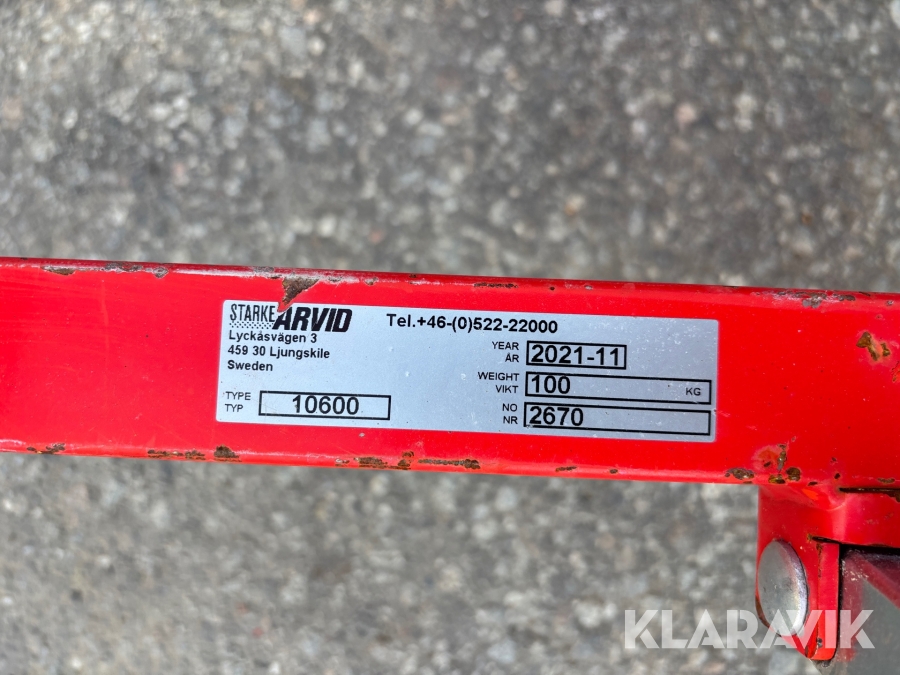 STARKE ARVID
Lyckåsvägen 3
459 30 Ljungskile
Sweden
TYPE
TYP
10600
Tel.+46-(0)522-22000
YEAR
ÅR
2021-11
WEIGHT
VIKT
100
KG
NO
NR
2670
KLARAVIK